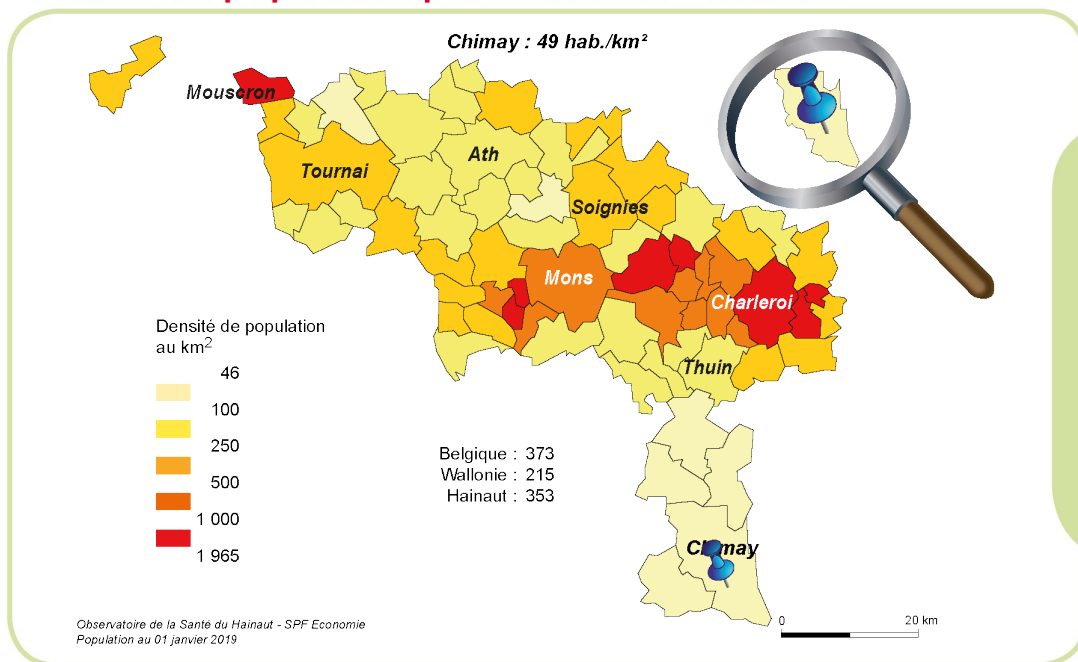 Chimay : 49 hab./km²
Mouscron
Ath
Tournai
Soignies
Mons
Charleroi
Thuin
Chimay
Densité de population
au km²
46
100
250
500
1 000
1 965
Belgique : 373
Wallonie : 215
Hainaut : 353
Observatoire de la Santé du Hainaut - SPF Economie
Population au 01 janvier 2019
0 20 km